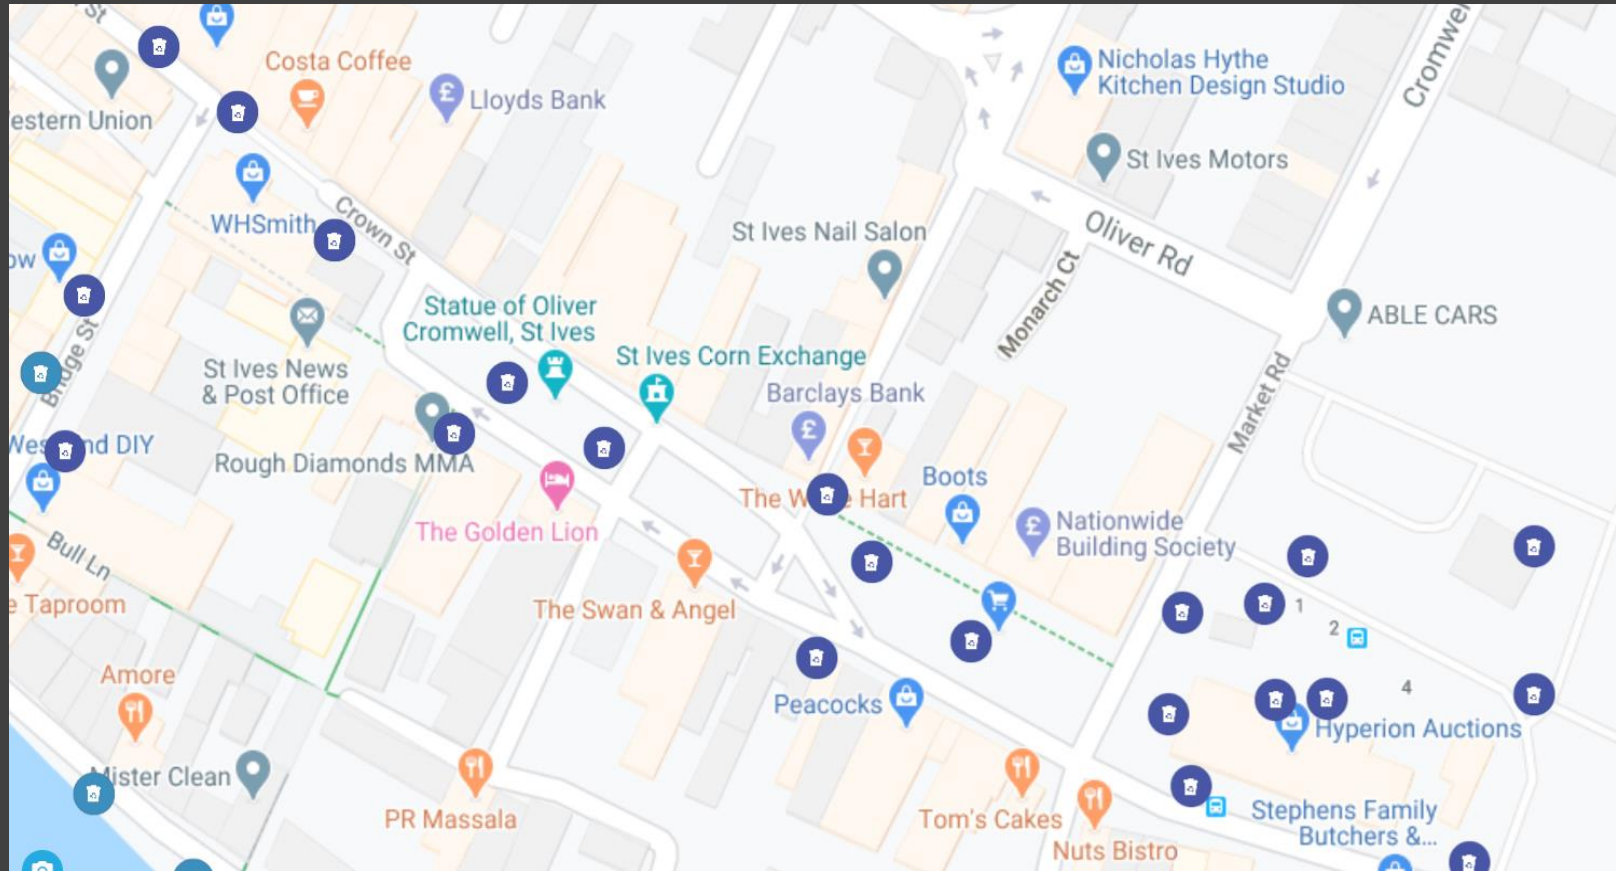 St
Costa Coffee
Lloyds Bank
Nicholas Hythe
Kitchen Design Studio
Cromwel
estern Union
St Ives Motors
WHSmith
Crown St
St Ives Nail Salon
Oliver Rd
Monarch Ct
ow
Statue of Oliver
Cromwell, St Ives
ABLE CARS
St Ives Corn Exchange
St Ives News
& Post Office
Bridge St
Barclays Bank
Market Rd
Wes nd DIY
Rough Diamonds MMA
The W e Hart
Boots
The Golden Lion
Nationwide
Building Society
Bull Ln
e Taproom
The Swan & Angel
1
2
4
Amore
Peacocks
Hyperion Auctions
Mister Clean
PR Massala
Tom's Cakes
Stephens Family
Butchers &...
Nuts Bistro